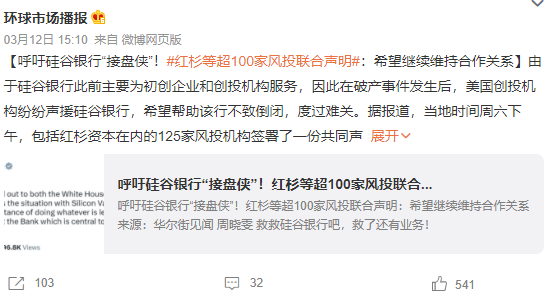 环球市场播报
03月12日 15:10 来自 微博网页版
【呼吁硅谷银行“接盘侠”！#红杉等超100家风投联合声明#：希望继续维持合作关系】由
于硅谷银行此前主要为初创企业和创投机构服务，因此在破产事件发生后，美国创投机
构纷纷声援硅谷银行，希望帮助该行不致倒闭，度过难关。据报道，当地时间周六下
午，包括红杉资本在内的125家风投机构签署了一份共同声 展开
呼吁硅谷银行“接盘侠”！红杉等超100家风投联合...
呼吁硅谷银行“接盘侠”！红杉等超100家风投联合声明：希望继续维持合作关系
来源：华尔街见闻 周晓雯 救救硅谷银行吧，救了还有业务！
l out to both the White House
s the situation with Silicon Va
tance of doing whatever is le
the Bank which is central to
96.8K Views
103
32
541